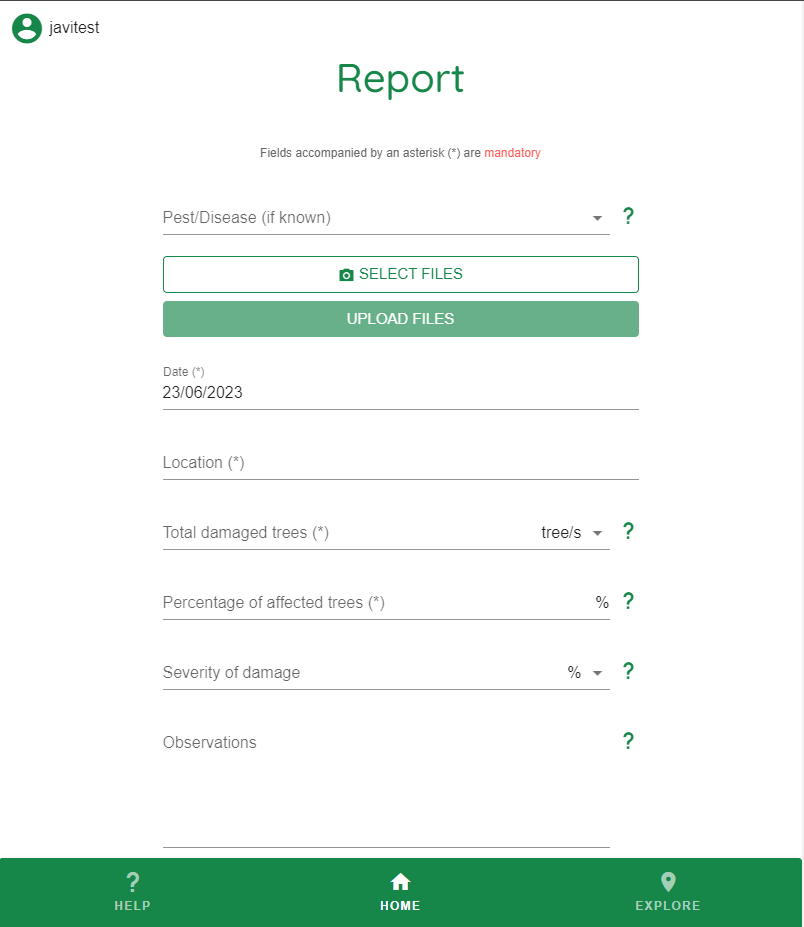 javitest
Report
Fields accompanied by an asterisk (*) are mandatory
Pest/Disease (if known)
?
SELECT FILES
UPLOAD FILES
Date (*)
23/06/2023
Location (*)
Total damaged trees (*) tree/s ?
Percentage of affected trees (*) % ?
Severity of damage % ?
Observations ?
? HELP
HOME
EXPLORE